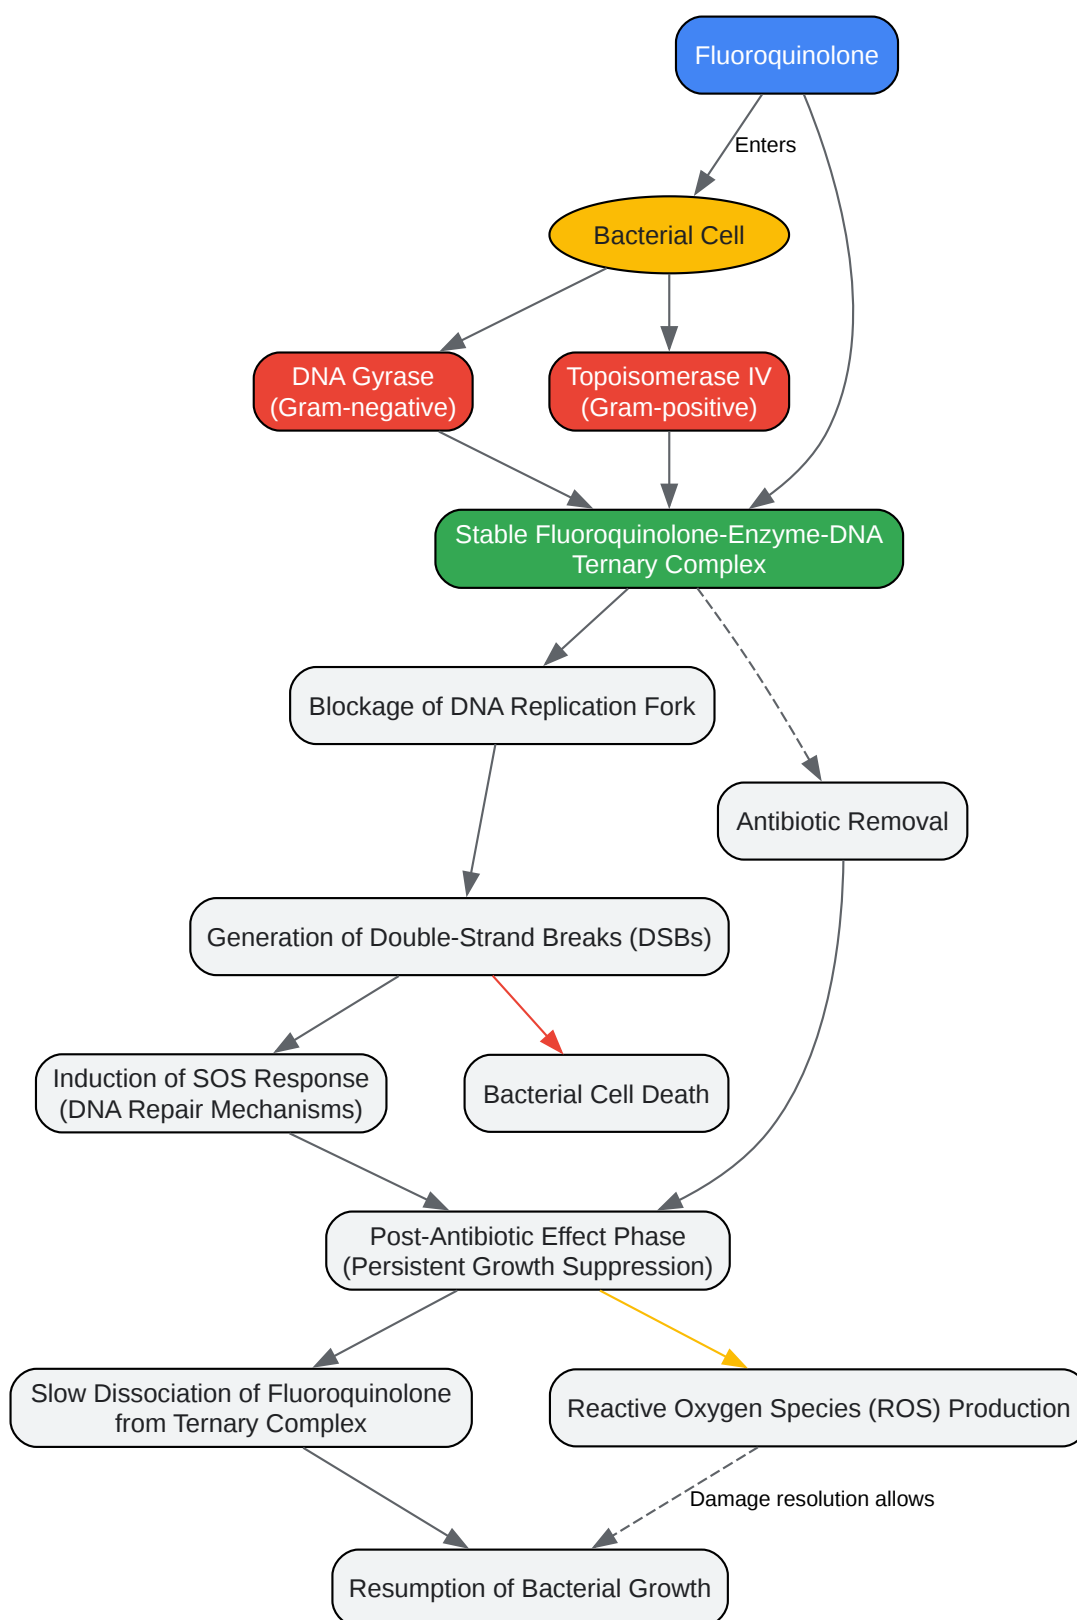 Fluoroquinolone
Enters
Bacterial Cell
DNA Gyrase
(Gram-negative)
Topoisomerase IV
(Gram-positive)
Stable Fluoroquinolone-Enzyme-DNA
Ternary Complex
Blockage of DNA Replication Fork
Antibiotic Removal
Generation of Double-Strand Breaks (DSBs)
Induction of SOS Response
(DNA Repair Mechanisms)
Bacterial Cell Death
Post-Antibiotic Effect Phase
(Persistent Growth Suppression)
Slow Dissociation of Fluoroquinolone
from Ternary Complex
Reactive Oxygen Species (ROS) Production
Damage resolution allows
Resumption of Bacterial Growth